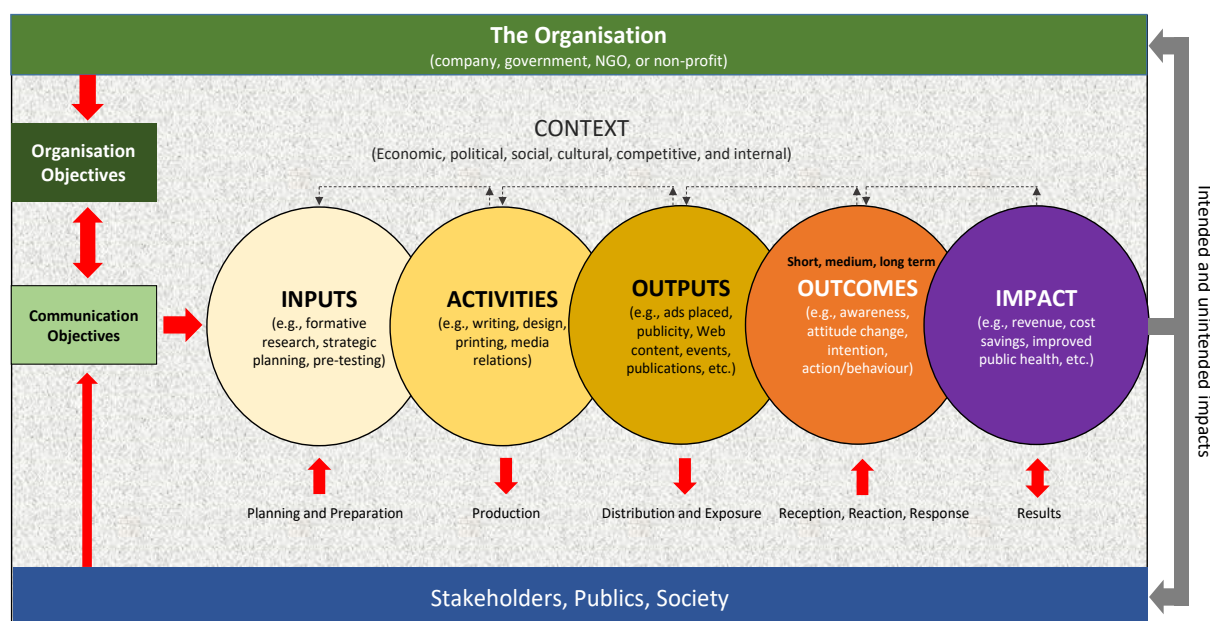 The Organisation
(company, government, NGO, or non-profit)
Organisation
Objectives
Communication
Objectives
CONTEXT
(Economic, political, social, cultural, competitive, and internal)
INPUTS
(e.g., formative
research, strategic
planning, pre-testing)
ACTIVITIES
(e.g., writing, design,
printing, media
relations)
OUTPUTS
(e.g., ads placed,
publicity, Web
content, events,
publications, etc.)
Short, medium, long term
OUTCOMES
(e.g., awareness,
attitude change,
intention,
action/behaviour)
IMPACT
(e.g., revenue, cost
savings, improved
public health, etc.)
Planning and Preparation
Production
Distribution and Exposure
Reception, Reaction, Response
Results
Stakeholders, Publics, Society
Intended and unintended impacts